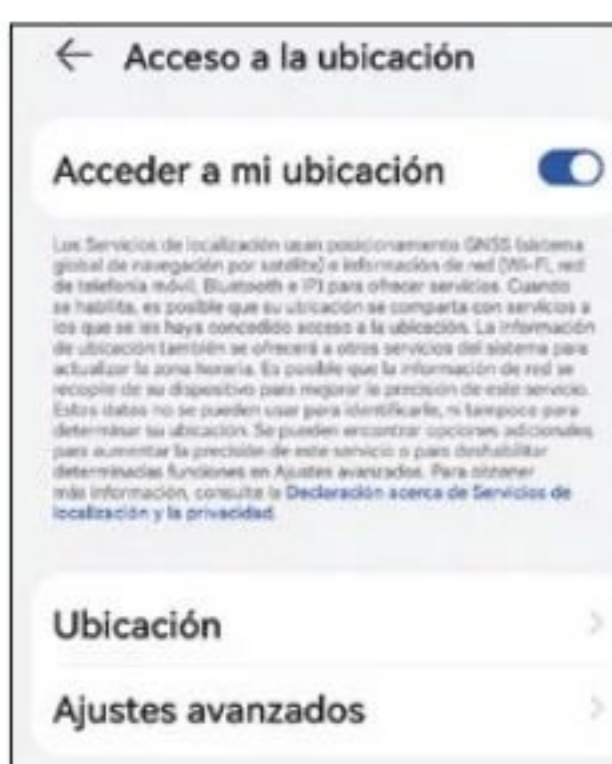 Acceso a la ubicación
Acceder a mi ubicación
Los Servicios de localización usan posicionamiento GNSS (sistema
global de navegación por satélite) e información de red (Wi-Fi, red
de telefonía móvil, Bluetooth e IP) para ofrecer servicios. Cuando
se habilita, es posible que su ubicación se comparta con servicios a
los que se les haya concedido acceso a la ubicación. La información
de ubicación también se ofrecerá a otros servicios del sistema para
actualizar la zona horaria. Es posible que la información de red se
recopile de su dispositivo para mejorar la precisión de este servicio.
Estos datos no se pueden usar para identificarle, ni tampoco para
determinar su ubicación. Se pueden encontrar opciones adicionales
para aumentar la precisión de este servicio o para deshabilitar
determinadas funciones en Ajustes avanzados. Para obtener
más información, consulte la Declaración acerca de Servicios de
localización y la privacidad.
Ubicación
Ajustes avanzados